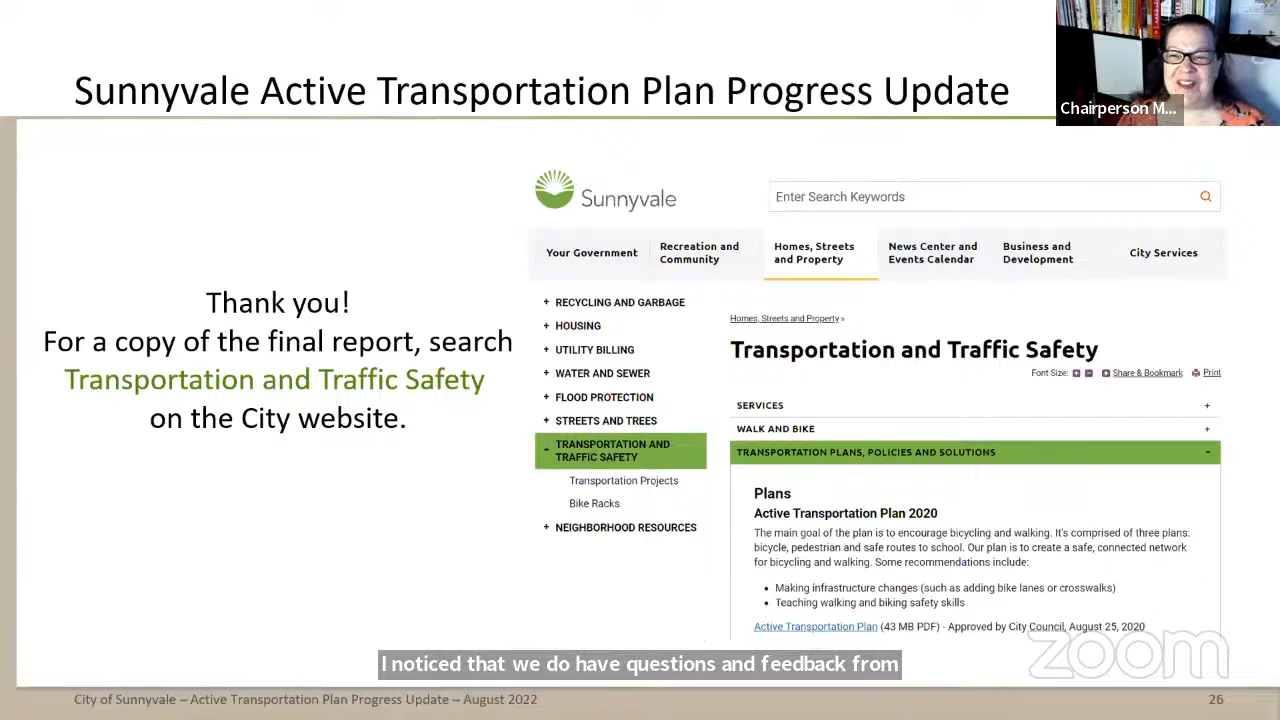 Sunnyvale Active Transportation Plan Progress Update
Chairperson M...
Thank you!
For a copy of the final report, search
Transportation and Traffic Safety
on the City website.
Sunnyvale
Enter Search Keywords
Your Government
Recreation and
Community
Homes, Streets
and Property
News Center and
Events Calendar
Business and
Development
City Services
+ RECYCLING AND GARBAGE
+ HOUSING
+ UTILITY BILLING
+ WATER AND SEWER
+ FLOOD PROTECTION
+ STREETS AND TREES
- TRANSPORTATION AND
TRAFFIC SAFETY
Transportation Projects
Bike Racks
+ NEIGHBORHOOD RESOURCES
Homes, Streets and Property »
Transportation and Traffic Safety
Font Size: + - + Share & Bookmark Print
SERVICES +
WALK AND BIKE +
TRANSPORTATION PLANS, POLICIES AND SOLUTIONS -
Plans
Active Transportation Plan 2020
The main goal of the plan is to encourage bicycling and walking. It's comprised of three plans:
bicycle, pedestrian and safe routes to school. Our plan is to create a safe, connected network
for bicycling and walking. Some recommendations include:
• Making infrastructure changes (such as adding bike lanes or crosswalks)
• Teaching walking and biking safety skills
Active Transportation Plan (43 MB PDF) - Approved by City Council, August 25, 2020
zoom
I noticed that we do have questions and feedback from
City of Sunnyvale – Active Transportation Plan Progress Update – August 2022
26